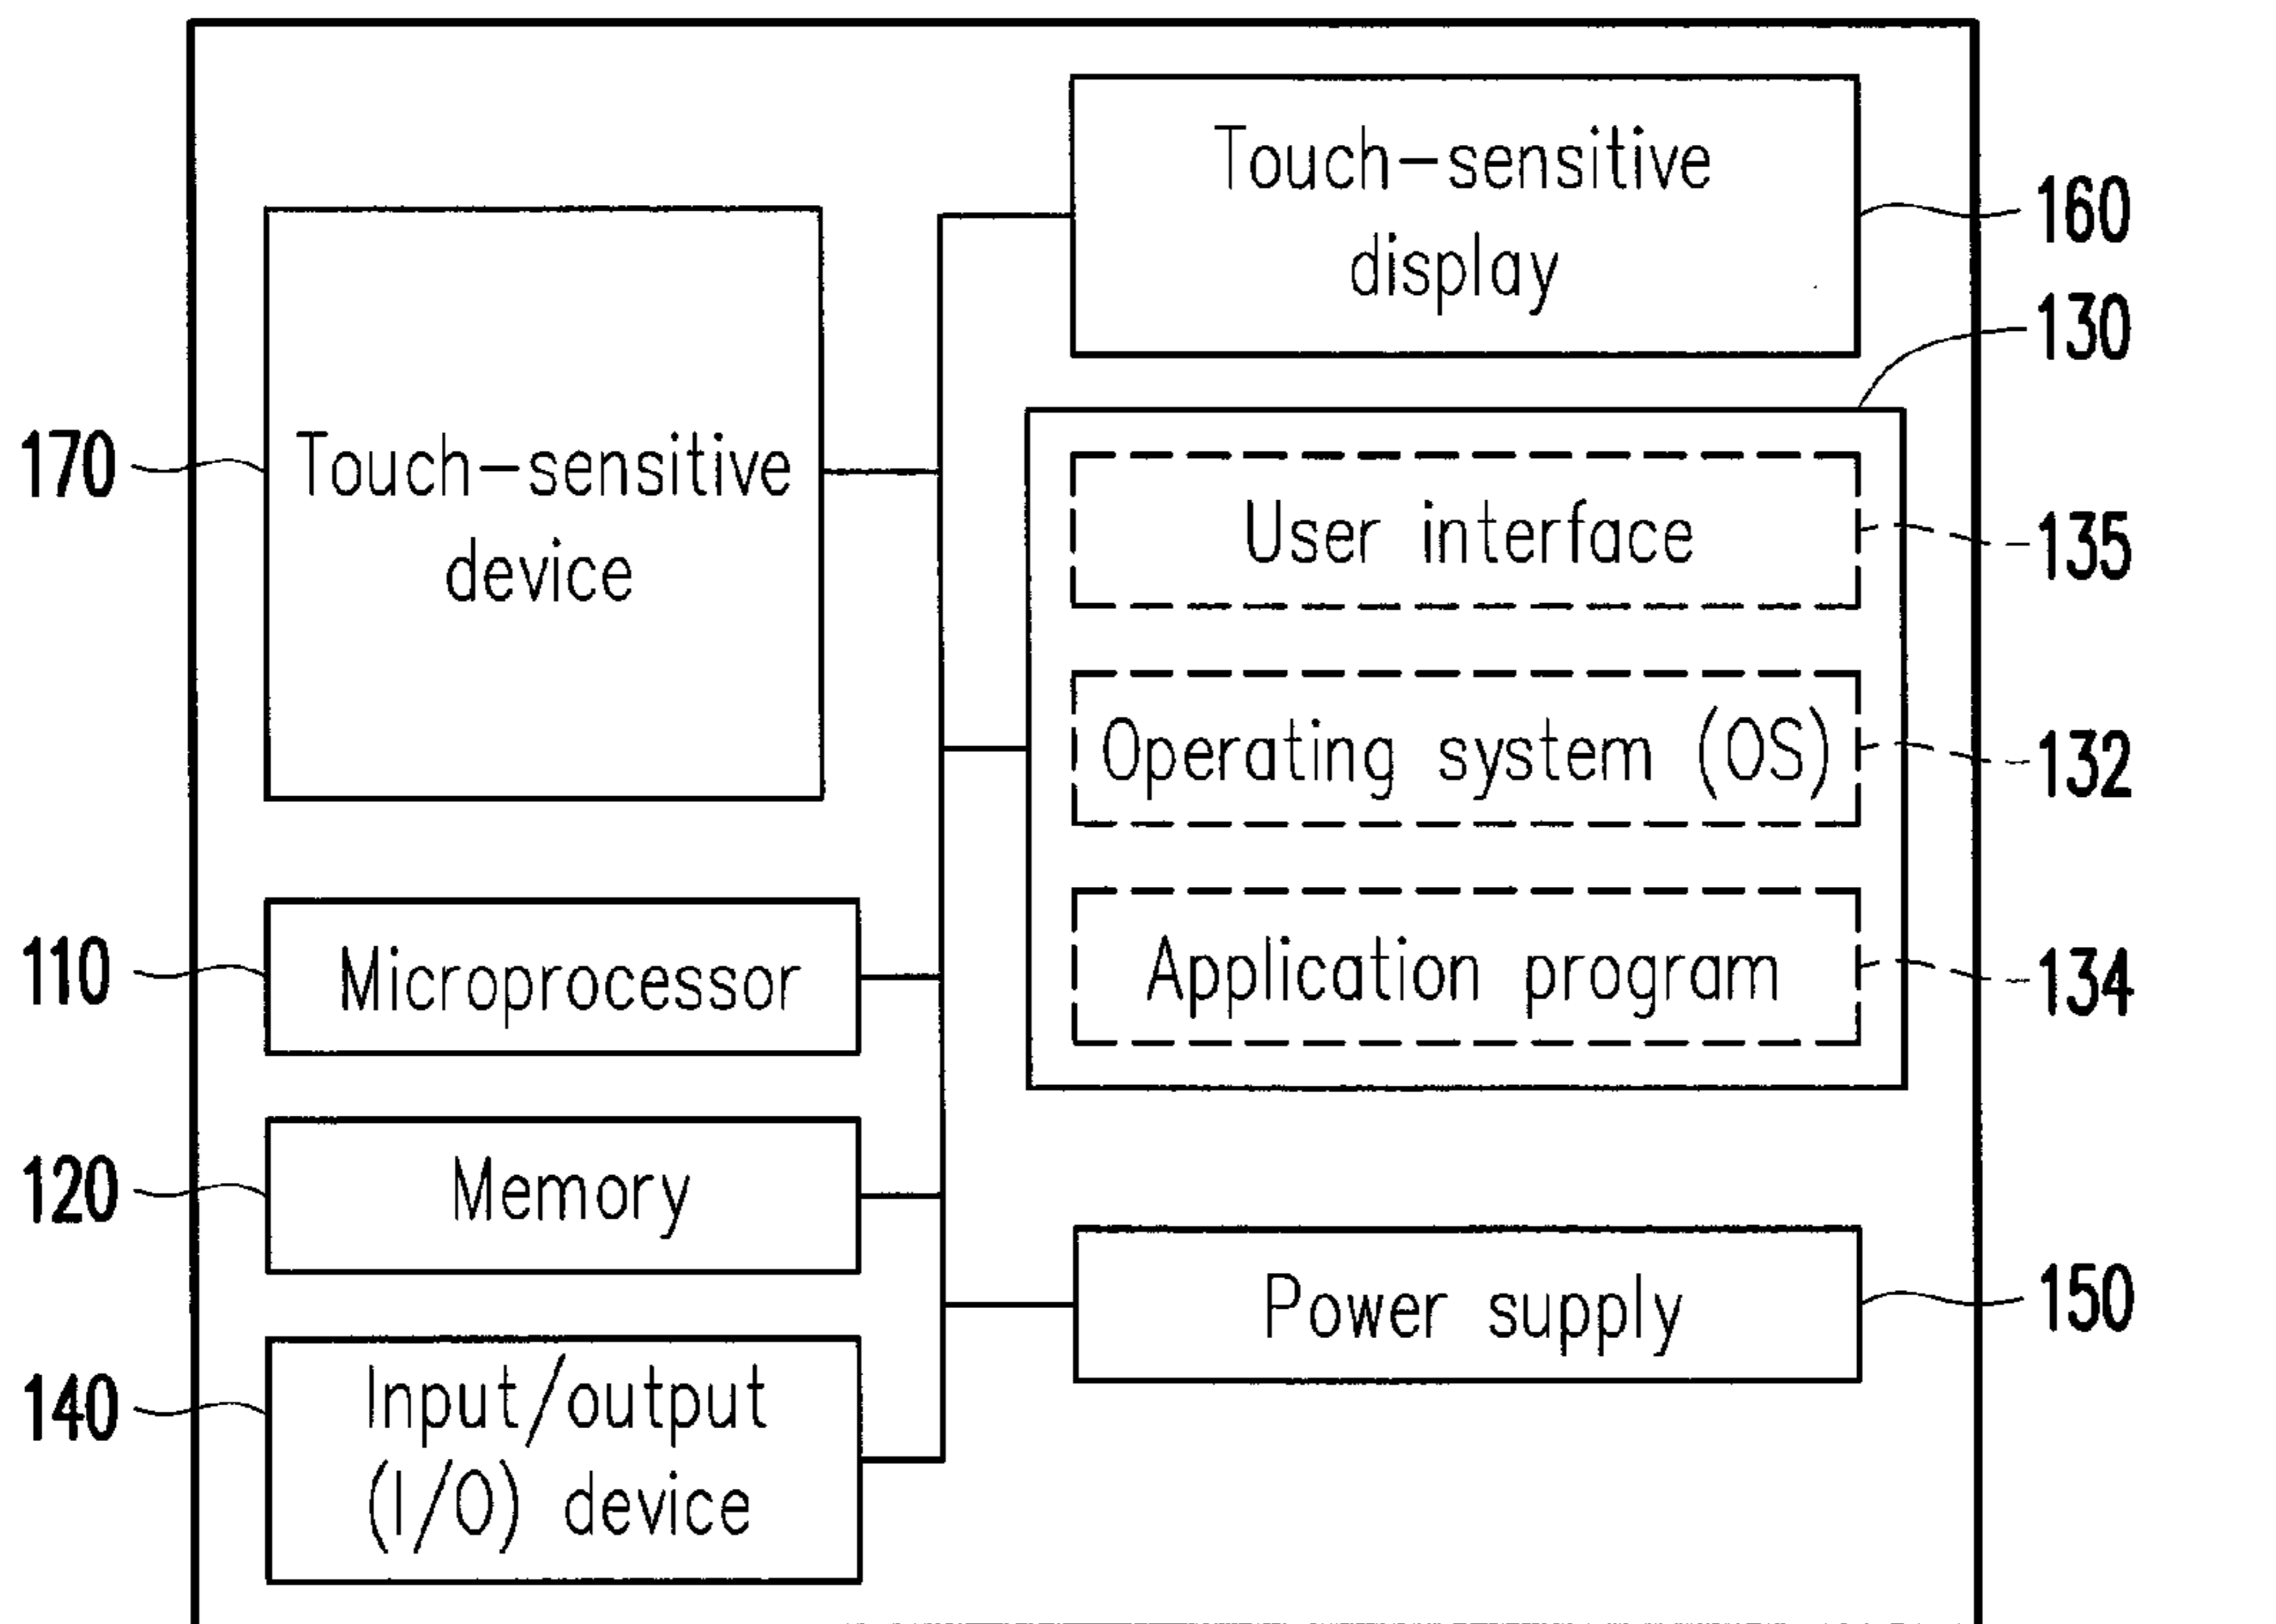 Touch-sensitive
display
160
130
170
Touch-sensitive
device
User interface
135
Operating system (OS)
132
110
Microprocessor
Application program
134
120
Memory
Power supply
150
140
Input/output
(I/O) device